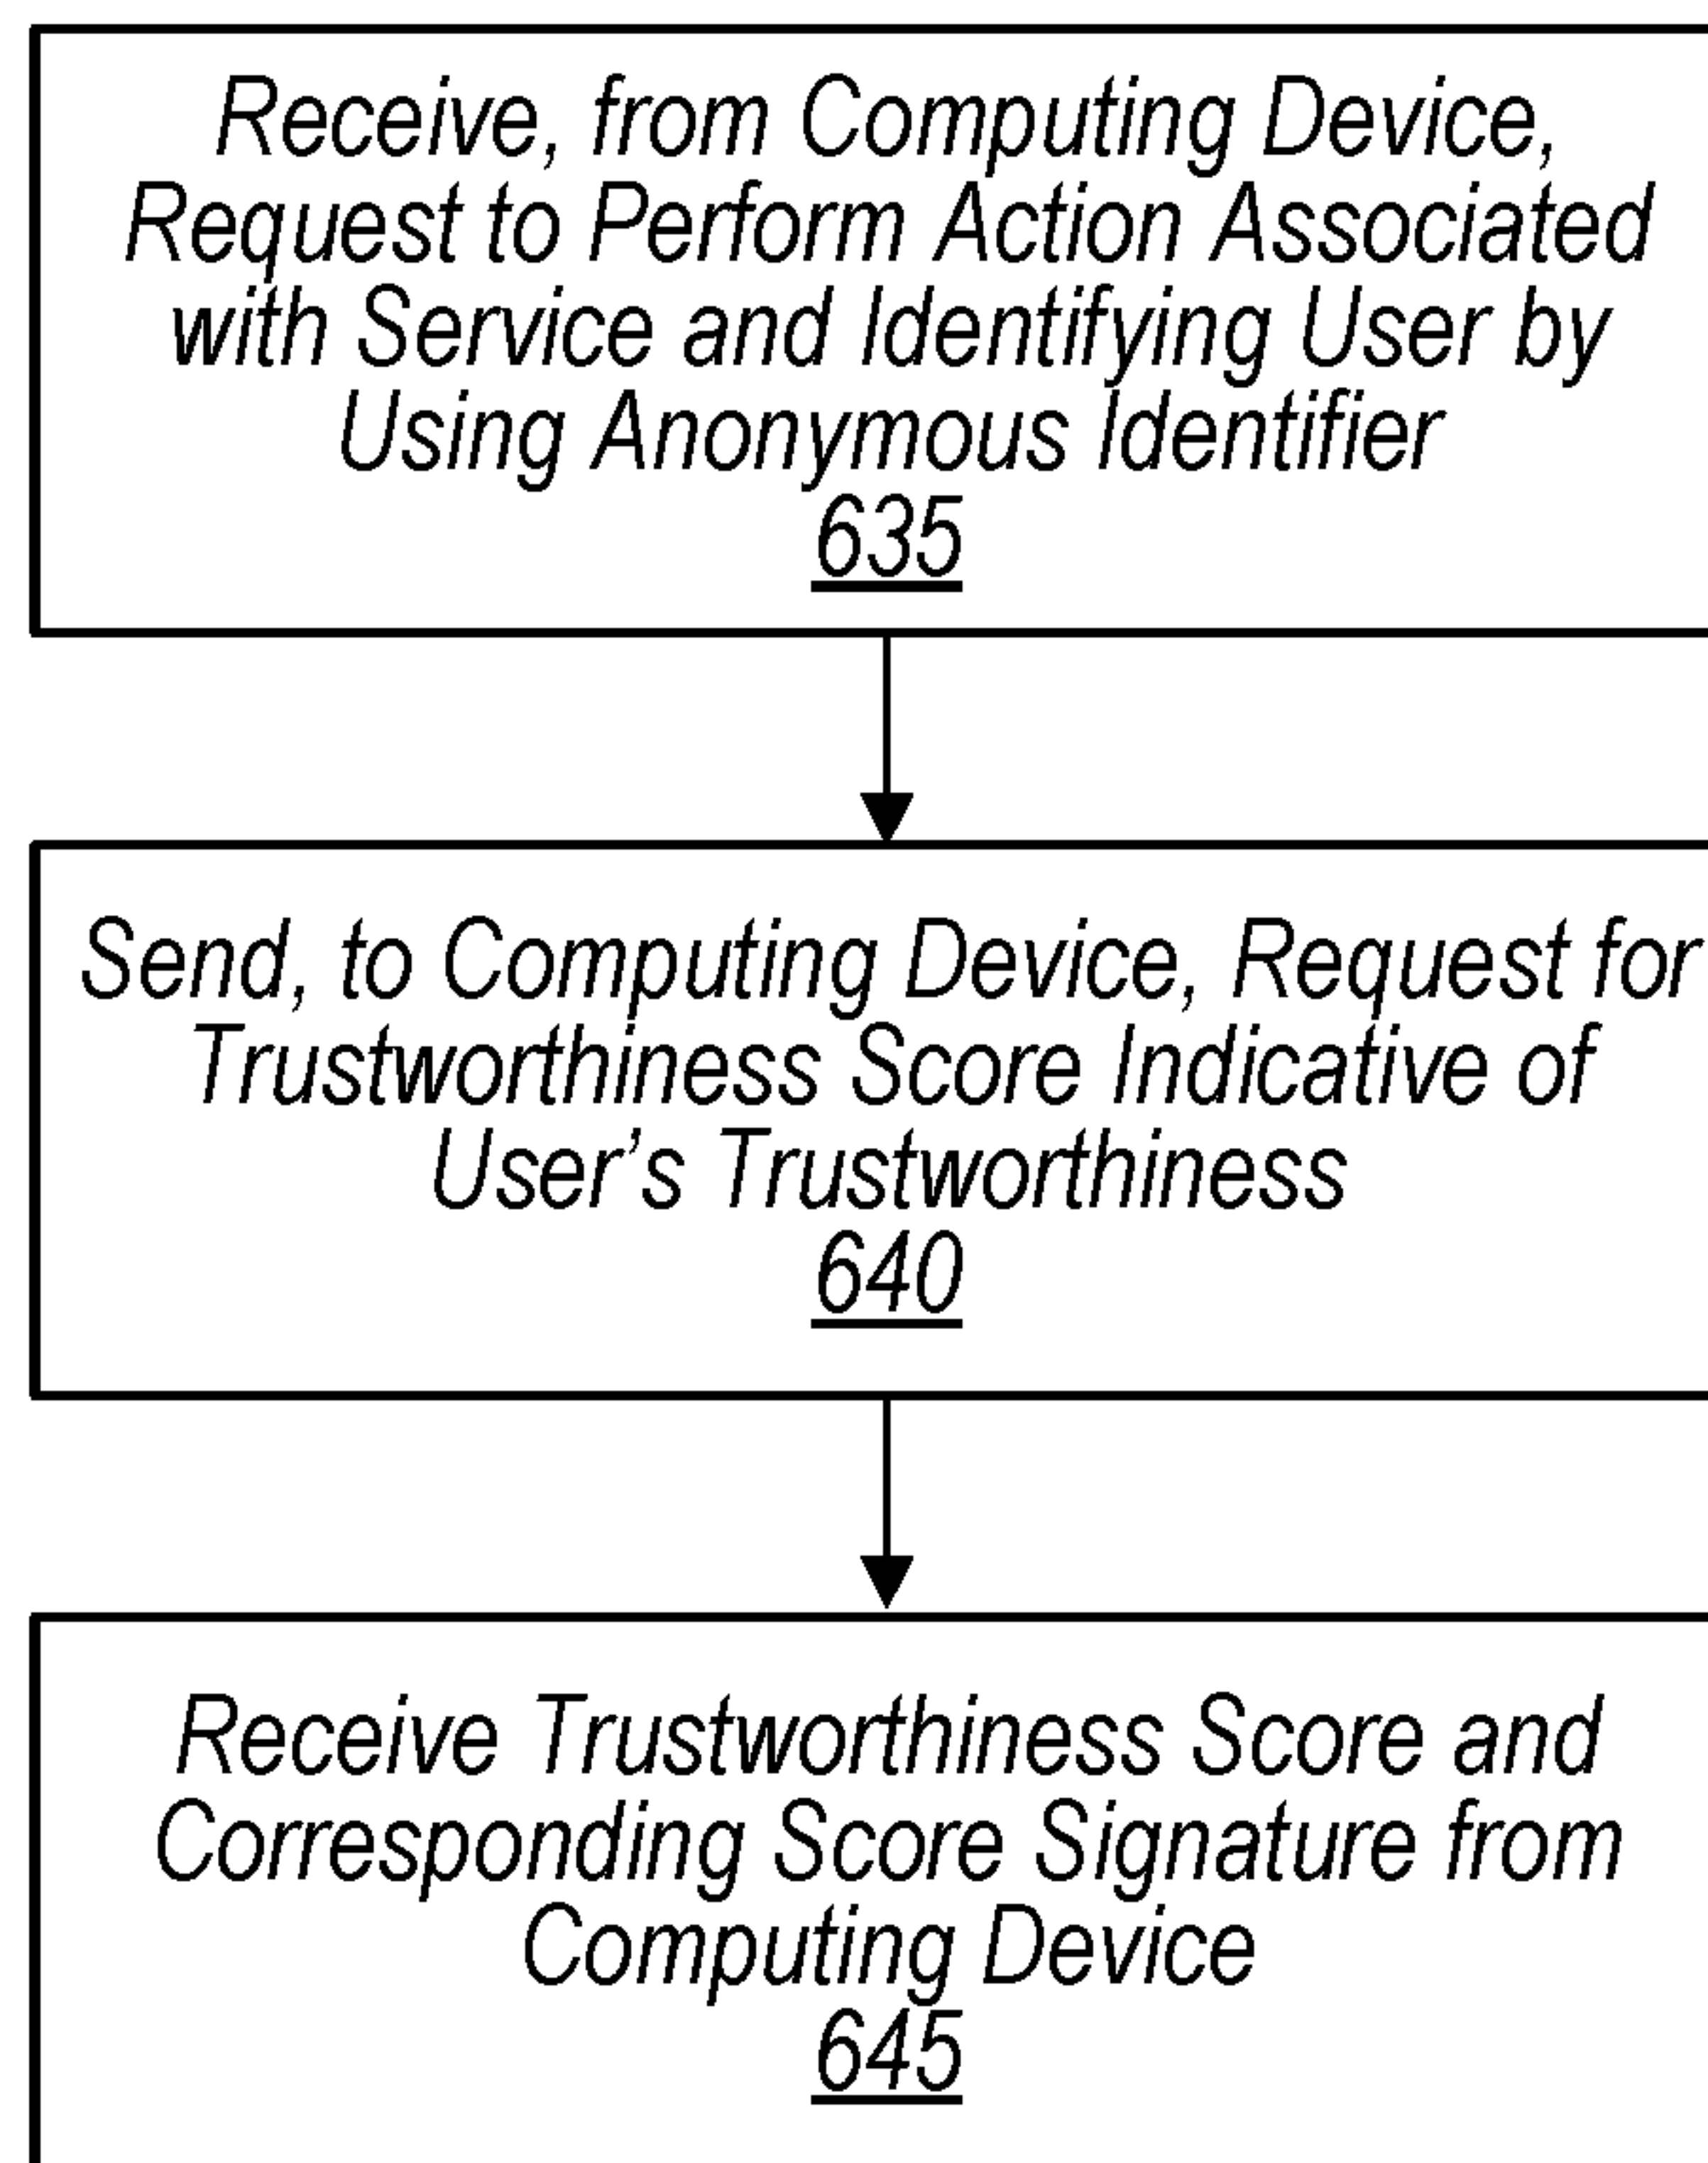 Receive, from Computing Device,
Request to Perform Action Associated
with Service and Identifying User by
Using Anonymous Identifier
635
Send, to Computing Device, Request for
Trustworthiness Score Indicative of
User's Trustworthiness
640
Receive Trustworthiness Score and
Corresponding Score Signature from
Computing Device
645